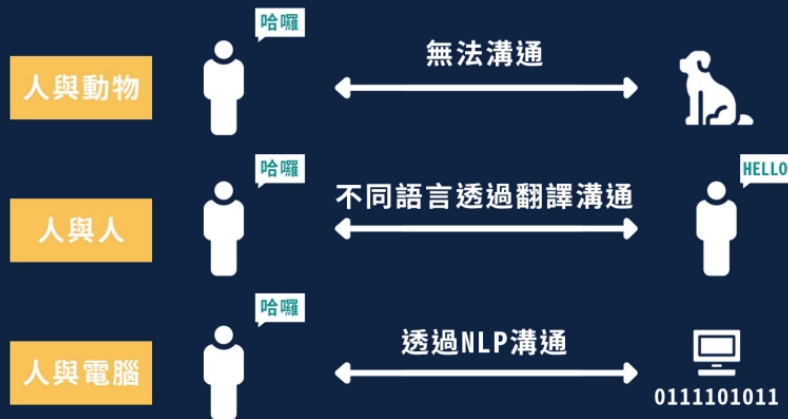 哈囉
人與動物
無法溝通
哈囉
HELLO
人與人
不同語言透過翻譯溝通
哈囉
人與電腦
透過NLP溝通
0111101011